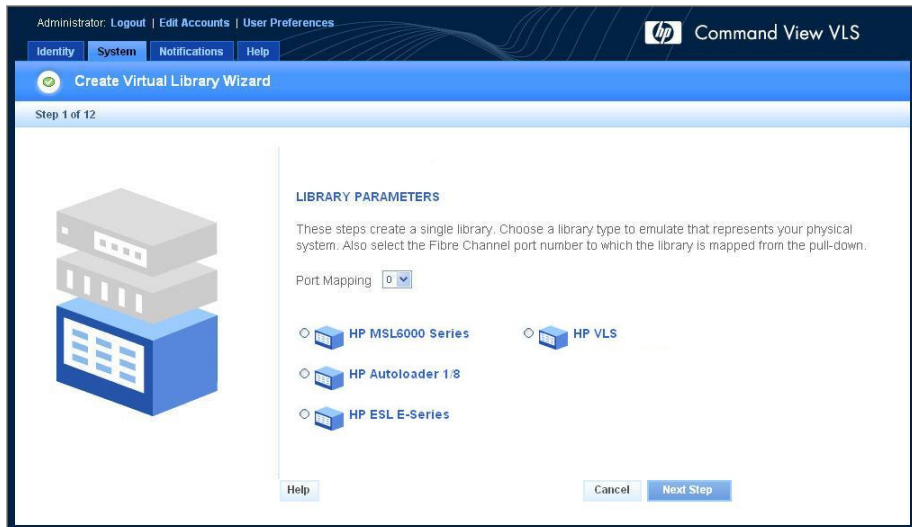 Administrator: Logout | Edit Accounts | User Preferences
hp Command View VLS
Identity System Notifications Help
Create Virtual Library Wizard
Step 1 of 12
LIBRARY PARAMETERS
These steps create a single library. Choose a library type to emulate that represents your physical
system. Also select the Fibre Channel port number to which the library is mapped from the pull-down.
Port Mapping 0
HP MSL6000 Series HP VLS
HP Autoloader 1/8
HP ESL E-Series
Help Cancel Next Step